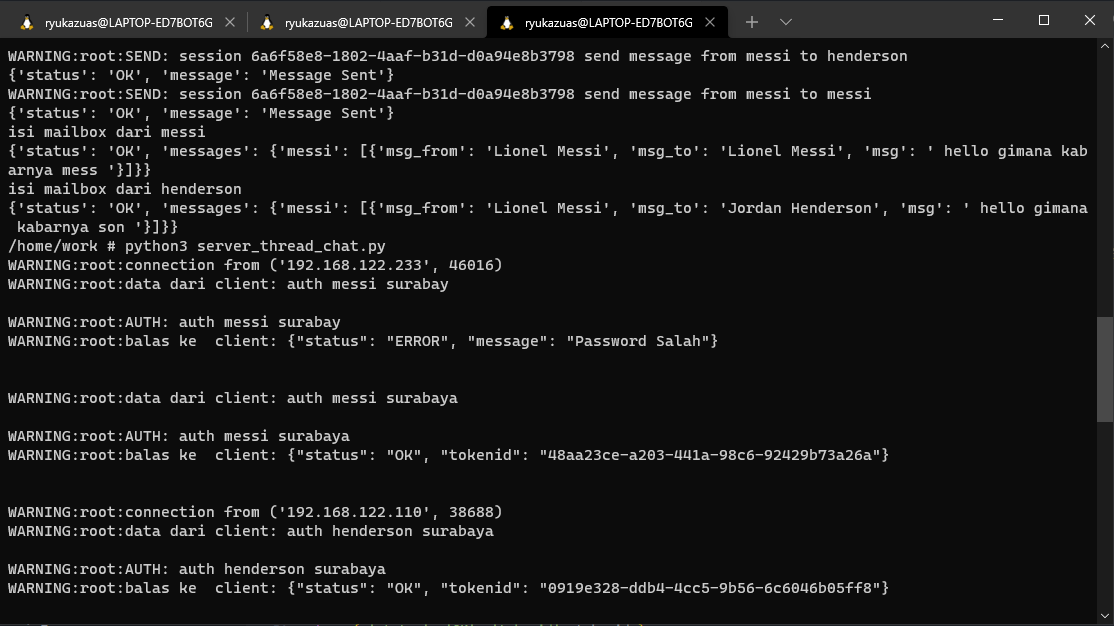 ryukazuas@LAPTOP-ED7BOT6G ryukazuas@LAPTOP-ED7BOT6G ryukazuas@LAPTOP-ED7BOT6G
WARNING:root:SEND: session 6a6f58e8-1802-4aaf-b31d-d0a94e8b3798 send message from messi to henderson
{'status': 'OK', 'message': 'Message Sent'}
WARNING:root:SEND: session 6a6f58e8-1802-4aaf-b31d-d0a94e8b3798 send message from messi to messi
{'status': 'OK', 'message': 'Message Sent'}
isi mailbox dari messi
{'status': 'OK', 'messages': {'messi': [{'msg_from': 'Lionel Messi', 'msg_to': 'Lionel Messi', 'msg': ' hello gimana kab
arnya mess '}]}}
isi mailbox dari henderson
{'status': 'OK', 'messages': {'messi': [{'msg_from': 'Lionel Messi', 'msg_to': 'Jordan Henderson', 'msg': ' hello gimana
 kabarnya son '}]}}
/home/work # python3 server_thread_chat.py
WARNING:root:connection from ('192.168.122.233', 46016)
WARNING:root:data dari client: auth messi surabay
WARNING:root:AUTH: auth messi surabay
WARNING:root:balas ke  client: {"status": "ERROR", "message": "Password Salah"}
WARNING:root:data dari client: auth messi surabaya
WARNING:root:AUTH: auth messi surabaya
WARNING:root:balas ke  client: {"status": "OK", "tokenid": "48aa23ce-a203-441a-98c6-92429b73a26a"}
WARNING:root:connection from ('192.168.122.110', 38688)
WARNING:root:data dari client: auth henderson surabaya
WARNING:root:AUTH: auth henderson surabaya
WARNING:root:balas ke  client: {"status": "OK", "tokenid": "0919e328-ddb4-4cc5-9b56-6c6046b05ff8"}